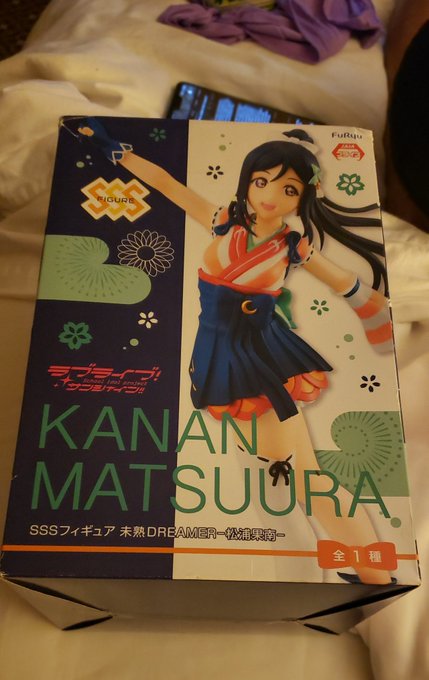 FuRyu
SSS
FIGURE
ラブライブ!
School idol project
サンシャイン!!
KANAN
MATSUURA
SSSフィギュア 未熟DREAMER−松浦果南−
全1種